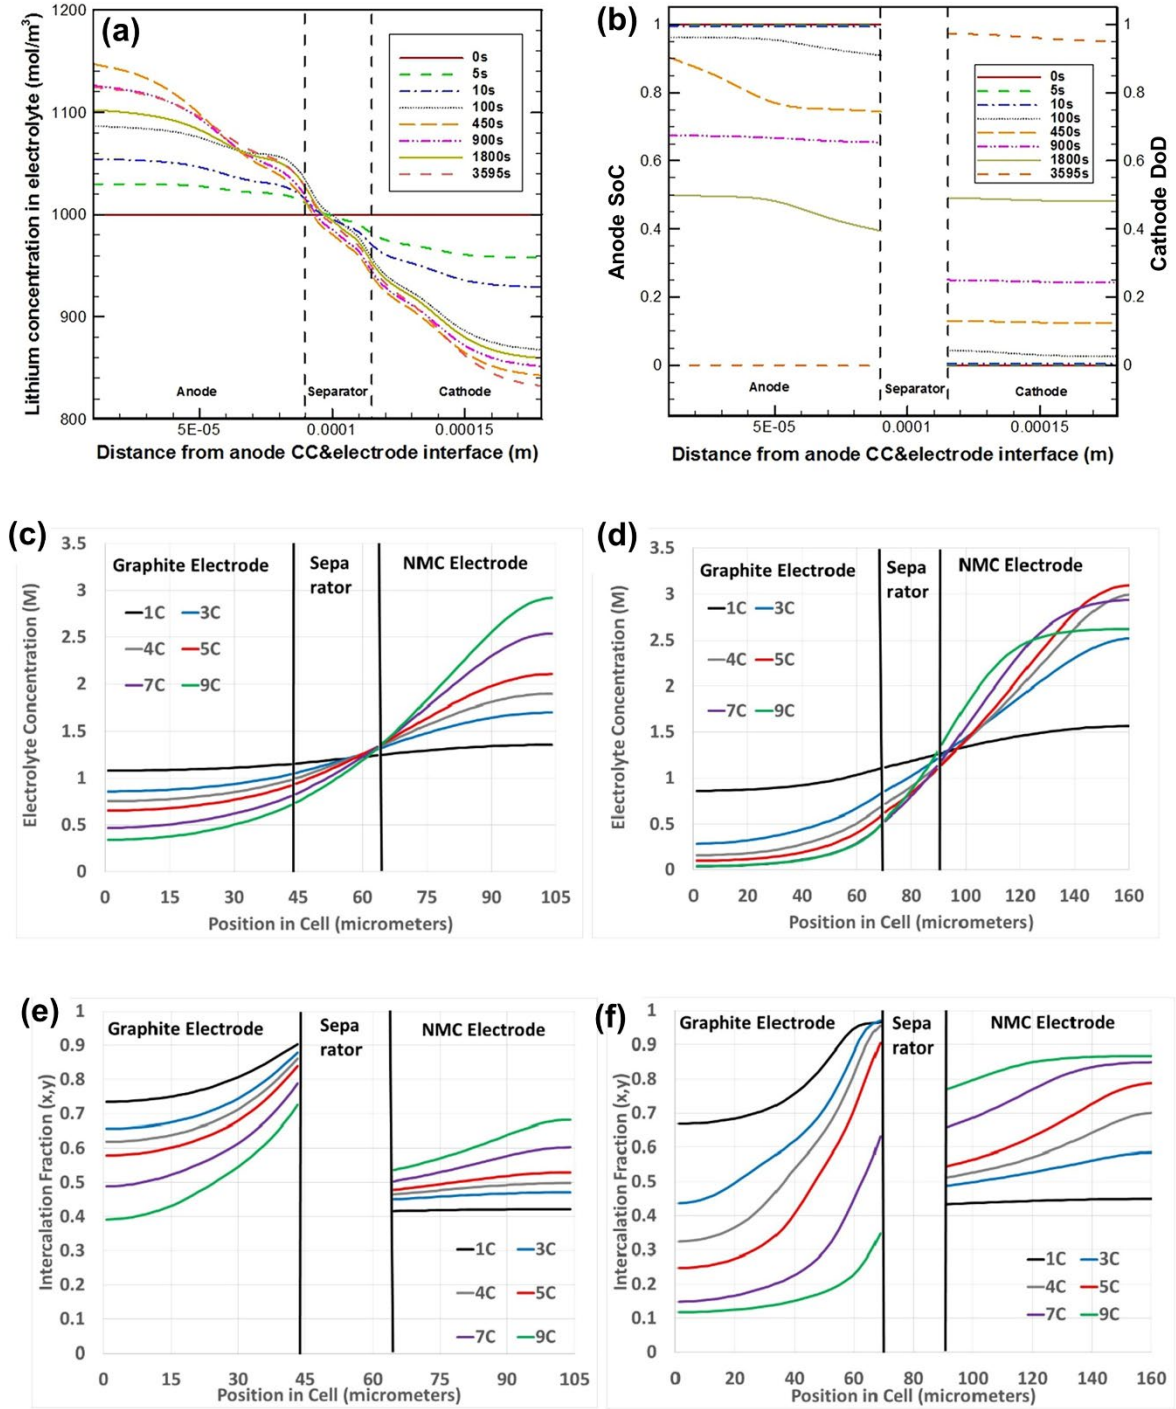 (a)
1200
1100
1000
900
800
Lithium concentration in electrolyte (mol/m³)
0s
5s
10s
100s
450s
900s
1800s
3595s
Anode
Separator
Cathode
5E-05
0.0001
0.00015
Distance from anode CC&electrode interface (m)
(b)
1
0.8
0.6
0.4
0.2
0
Anode SoC
0s
5s
10s
100s
450s
900s
1800s
3595s
1
0.8
0.6
0.4
0.2
0
Cathode DoD
Anode
Separator
Cathode
5E-05
0.0001
0.00015
Distance from anode CC&electrode interface (m)
(c)
3.5
3
2.5
2
1.5
1
0.5
0
Electrolyte Concentration (M)
Graphite Electrode
Sepa
rator
NMC Electrode
1C 3C
4C 5C
7C 9C
0 15 30 45 60 75 90 105
Position in Cell (micrometers)
(d)
3.5
3
2.5
2
1.5
1
0.5
0
Electrolyte Concentration (M)
Graphite Electrode
Sepa
rator
NMC Electrode
1C 3C
4C 5C
7C 9C
0 20 40 60 80 100 120 140 160
Position in Cell (micrometers)
(e)
1
0.9
0.8
0.7
0.6
0.5
0.4
0.3
0.2
0.1
0
Intercalation Fraction (x,y)
Graphite Electrode
Sepa
rator
NMC Electrode
1C 3C
4C 5C
7C 9C
0 15 30 45 60 75 90 105
Position in Cell (micrometers)
(f)
1
0.9
0.8
0.7
0.6
0.5
0.4
0.3
0.2
0.1
0
Intercalation Fraction (x,y)
Graphite Electrode
Sepa
rator
NMC Electrode
1C 3C
4C 5C
7C 9C
0 20 40 60 80 100 120 140 160
Position in Cell (micrometers)